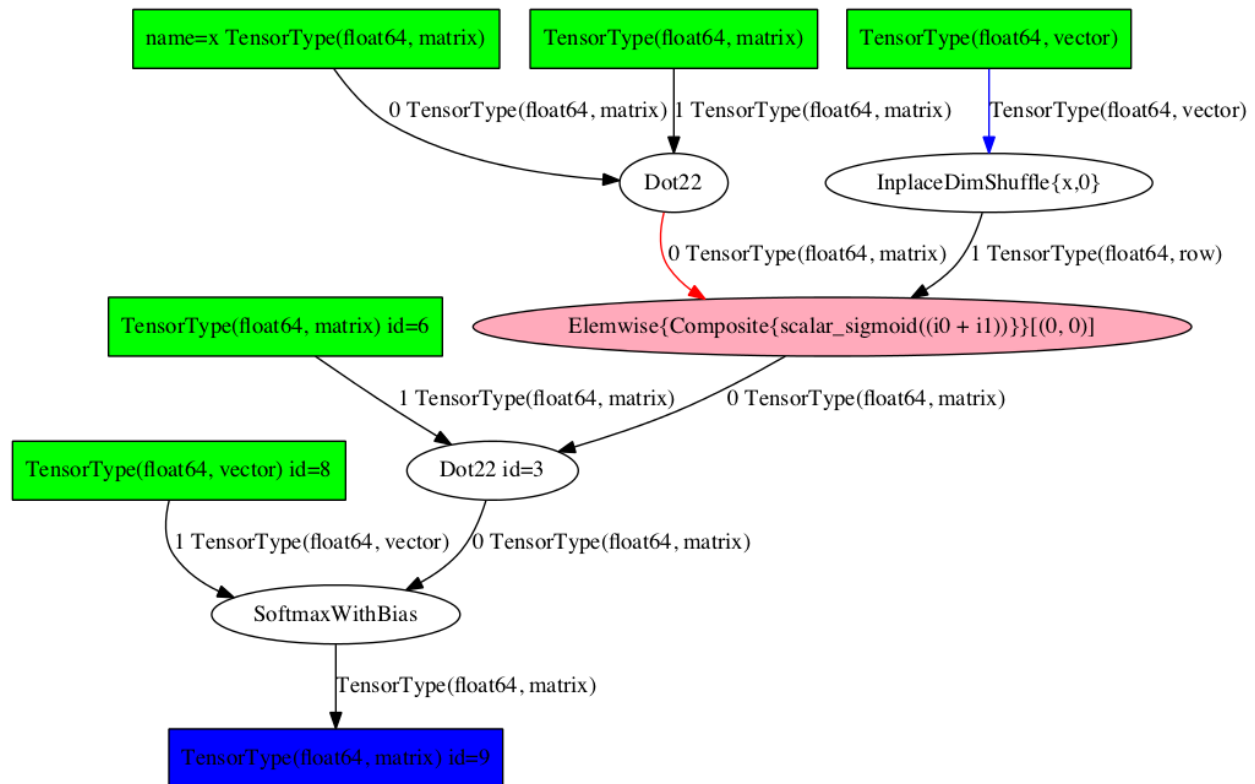 name=x TensorType(float64, matrix)
TensorType(float64, matrix)
TensorType(float64, vector)
0 TensorType(float64, matrix)
1 TensorType(float64, matrix)
TensorType(float64, vector)
Dot22
InplaceDimShuffle{x,0}
0 TensorType(float64, matrix)
1 TensorType(float64, row)
TensorType(float64, matrix) id=6
Elemwise{Composite{scalar_sigmoid((i0 + i1))}}[(0, 0)]
1 TensorType(float64, matrix)
0 TensorType(float64, matrix)
TensorType(float64, vector) id=8
Dot22 id=3
1 TensorType(float64, vector)
0 TensorType(float64, matrix)
SoftmaxWithBias
TensorType(float64, matrix)
TensorType(float64, matrix) id=9